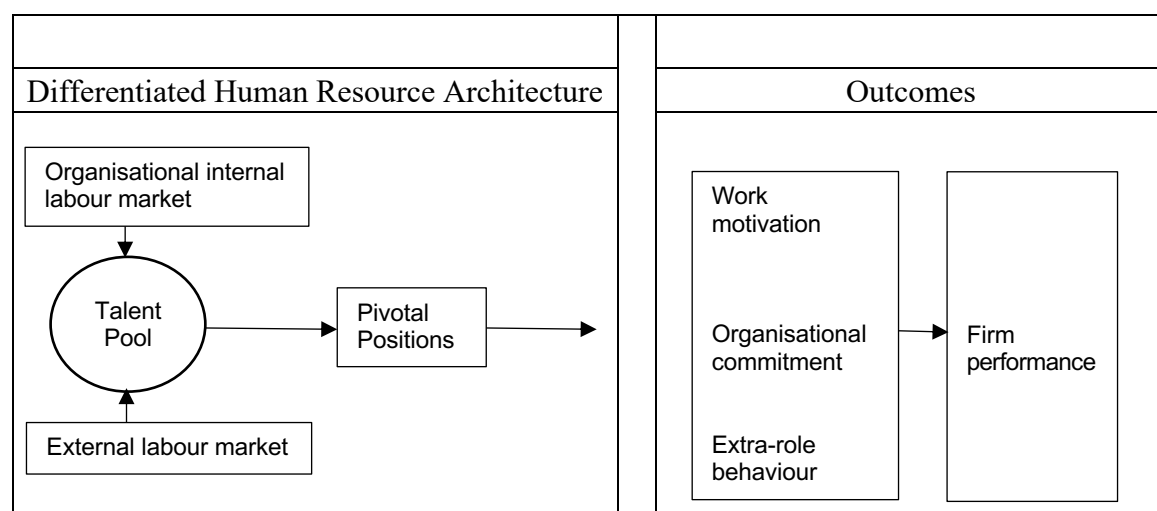 Differentiated Human Resource Architecture
Outcomes
Organisational internal
labour market
Talent
Pool
Pivotal
Positions
External labour market
Work
motivation
Organisational
commitment
Extra-role
behaviour
Firm
performance